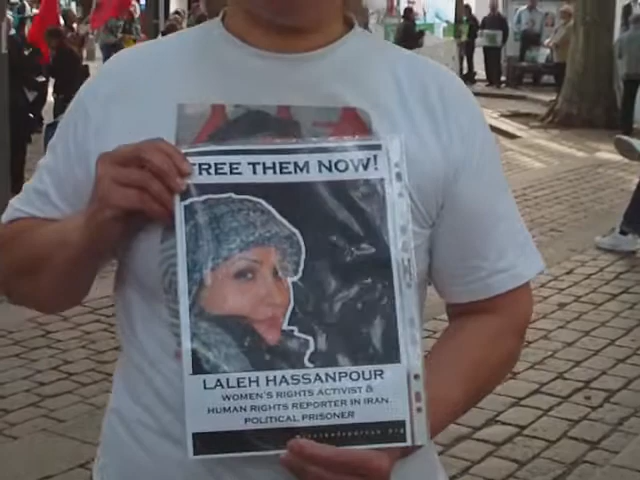 FREE THEM NOW!
LALEH HASSANPOUR
WOMEN'S RIGHTS ACTIVIST &
HUMAN RIGHTS REPORTER IN IRAN
POLITICAL PRISONER